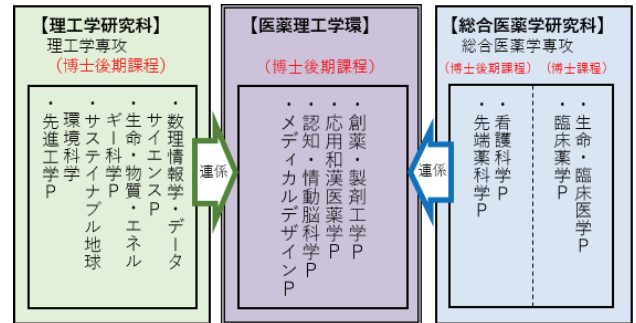 【理工学研究科】
理工学専攻
(博士後期課程)
・数理情報学・データ
サイエンスP
・生命・物質・エネル
ギー科学P
・サステイナブル地球
環境科学
・先進工学P
連係
【医薬理工学環】
(博士後期課程)
・創薬・製剤工学P
・応用和漢医薬学P
・認知・情動脳科学P
・メディカルデザインP
連係
【総合医薬学研究科】
総合医薬学専攻
(博士後期課程)
(博士課程)
・看護科学P
・先端薬科学P
・生命・臨床医学P
・臨床薬学P